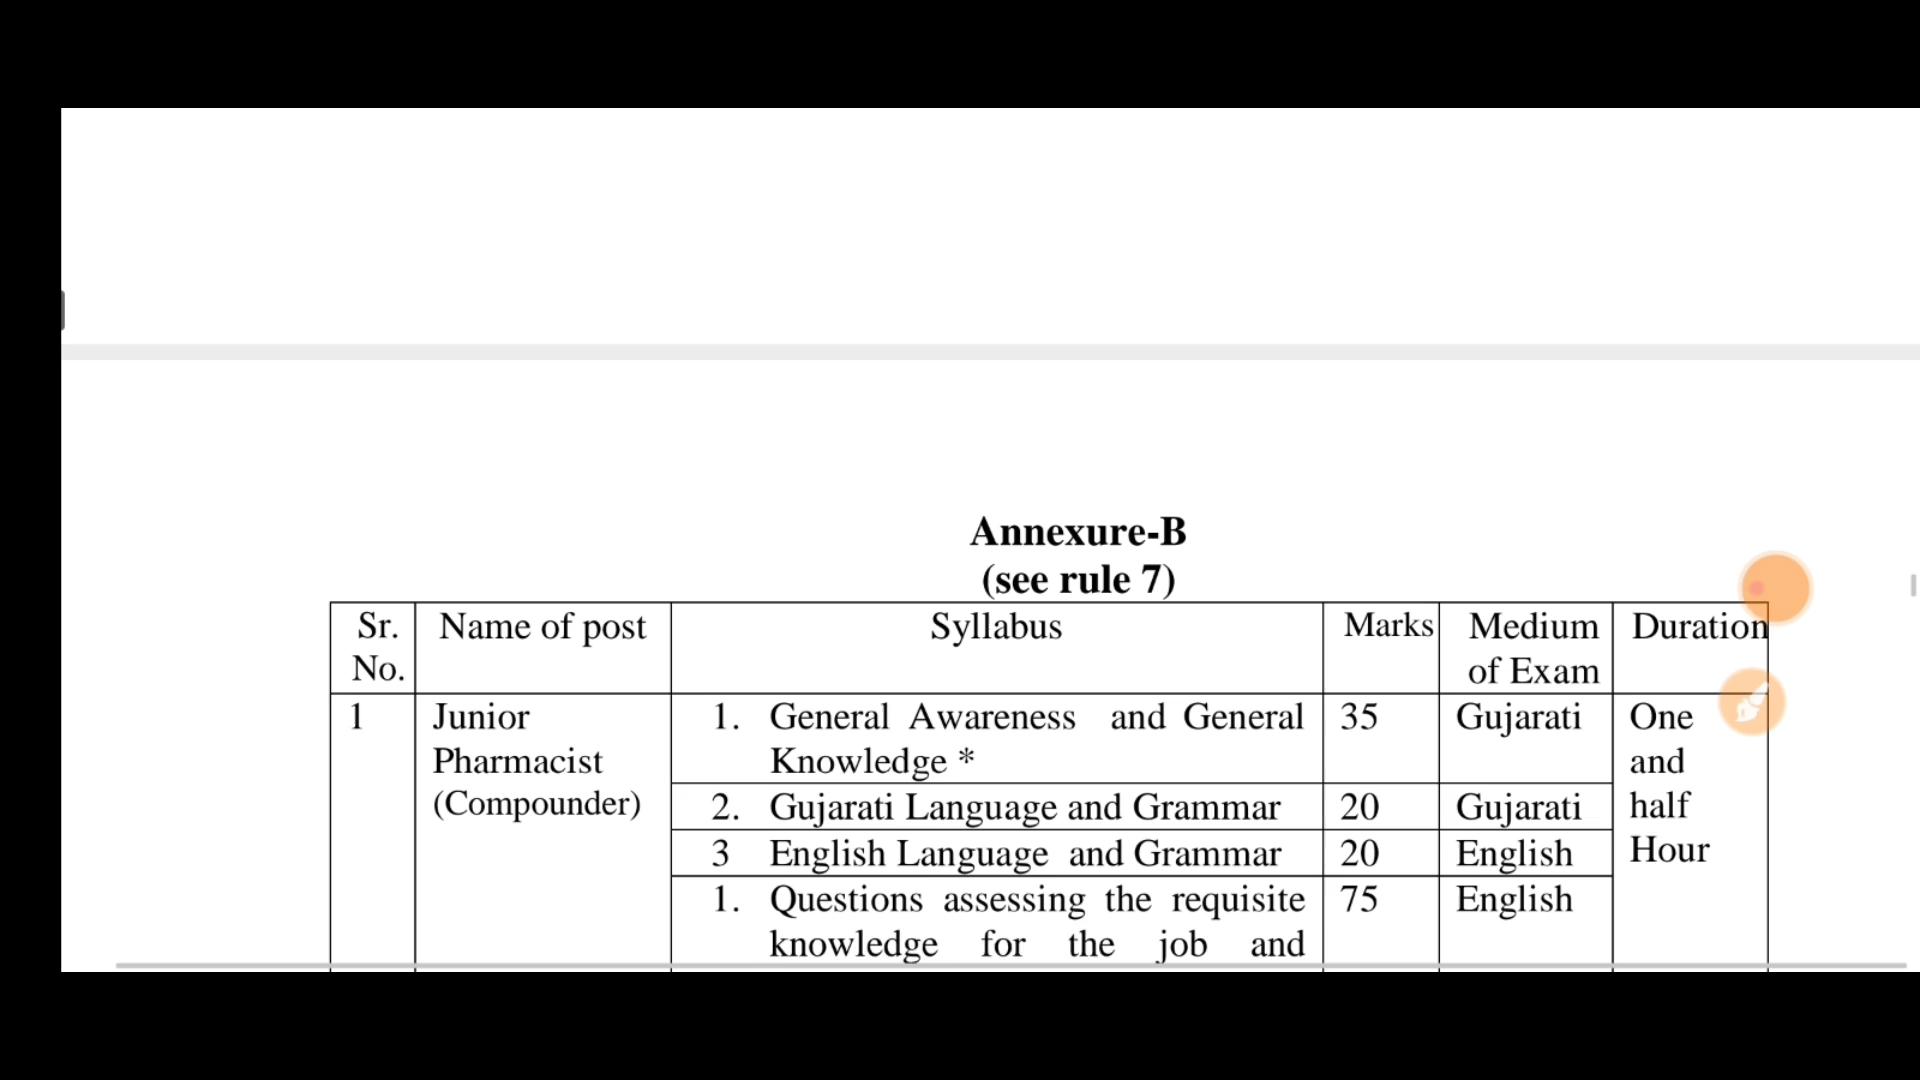 Annexure-B
(see rule 7)
Sr. No. Name of post Syllabus Marks Medium of Exam Duration
1 Junior Pharmacist (Compounder) 1. General Awareness and General Knowledge * 35 Gujarati One and half Hour
2. Gujarati Language and Grammar 20 Gujarati
3 English Language and Grammar 20 English
1. Questions assessing the requisite knowledge for the job and 75 English